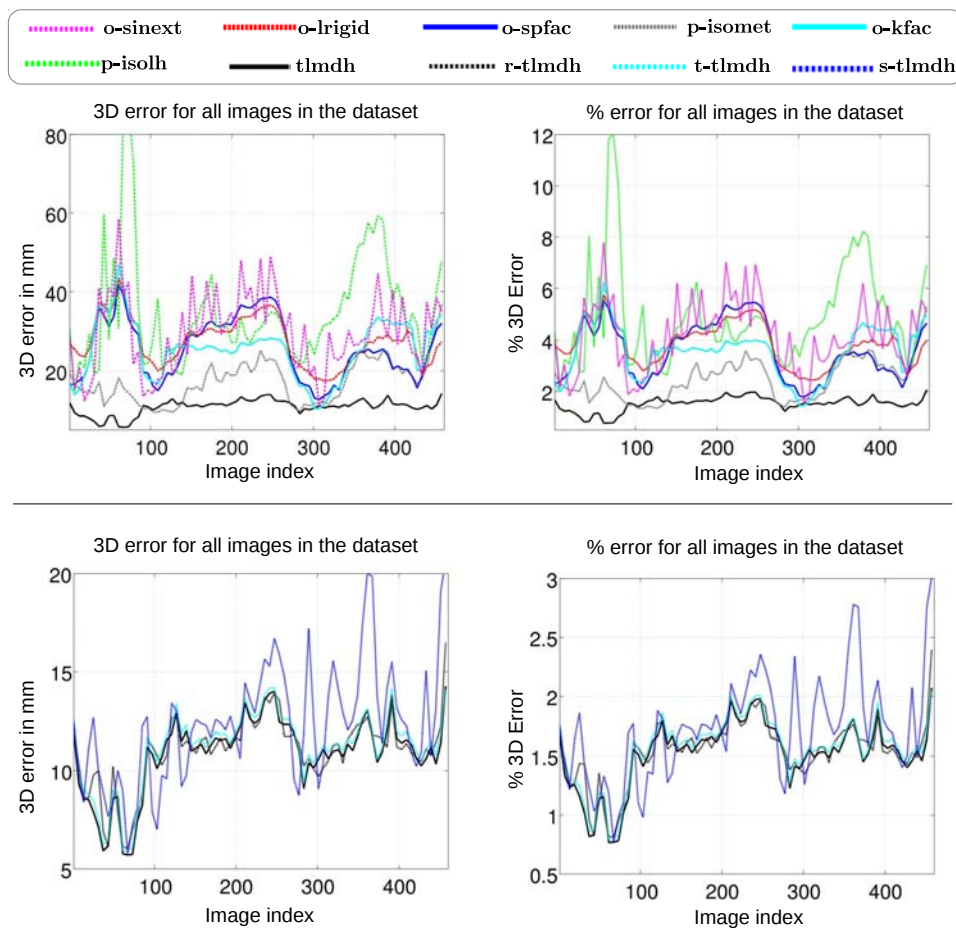 o-sinext o-lrigid o-spfac p-isomet o-kfac
p-isolh tlmdh r-tlmdh t-tlmdh s-tlmdh
3D error for all images in the dataset
80
60
40
20
3D error in mm
100 200 300 400
Image index
% error for all images in the dataset
12
10
8
6
4
2
% 3D Error
100 200 300 400
Image index
3D error for all images in the dataset
20
15
10
5
3D error in mm
100 200 300 400
Image index
% error for all images in the dataset
3
2.5
2
1.5
1
0.5
% 3D Error
100 200 300 400
Image index